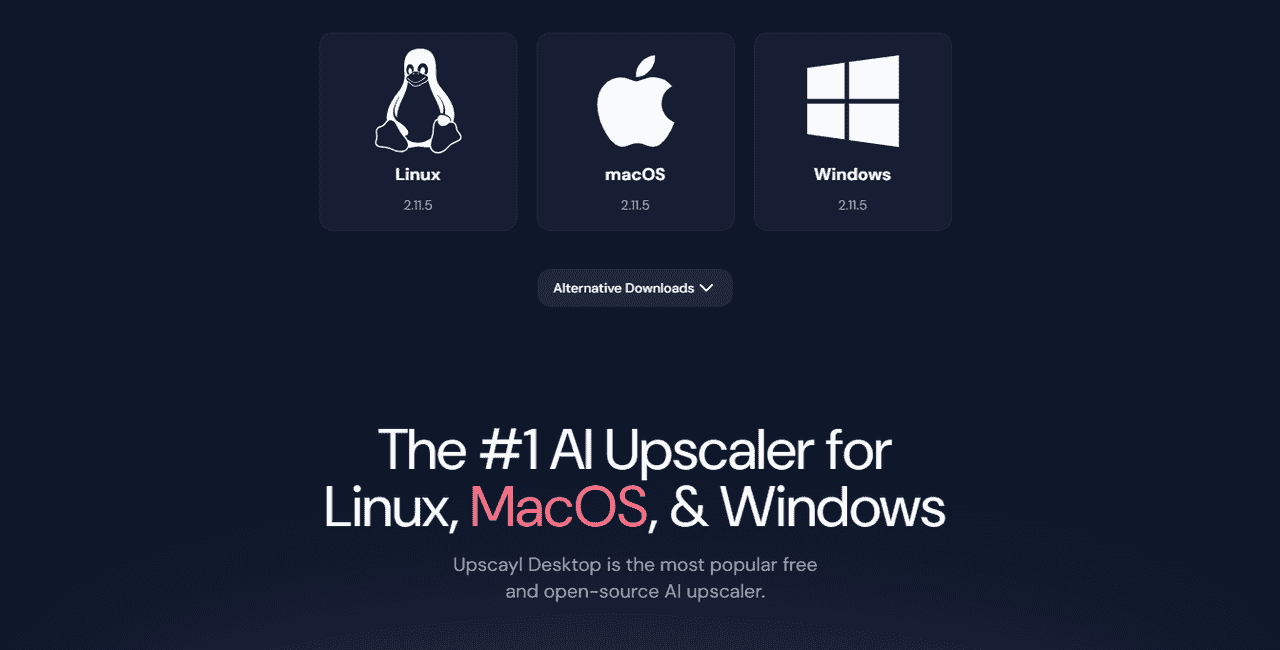 Linux
2.11.5
macOS
2.11.5
Windows
2.11.5
Alternative Downloads
The #1 AI Upscaler for
Linux, MacOS, & Windows
Upscayl Desktop is the most popular free
and open-source AI upscaler.